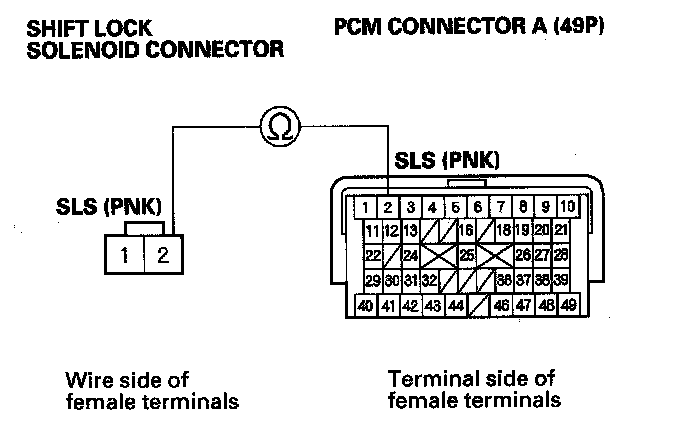 SHIFT LOCK
SOLENOID CONNECTOR
PCM CONNECTOR A (49P)
Ω
SLS (PNK)
SLS (PNK)
1 2
1 2 3 4 5 6 7 8 9 10
11 12 13 16 18 19 20 21
22 24 25 26 27 28
29 30 31 32 36 37 38 39
40 41 42 43 44 46 47 48 49
Wire side of
female terminals
Terminal side of
female terminals